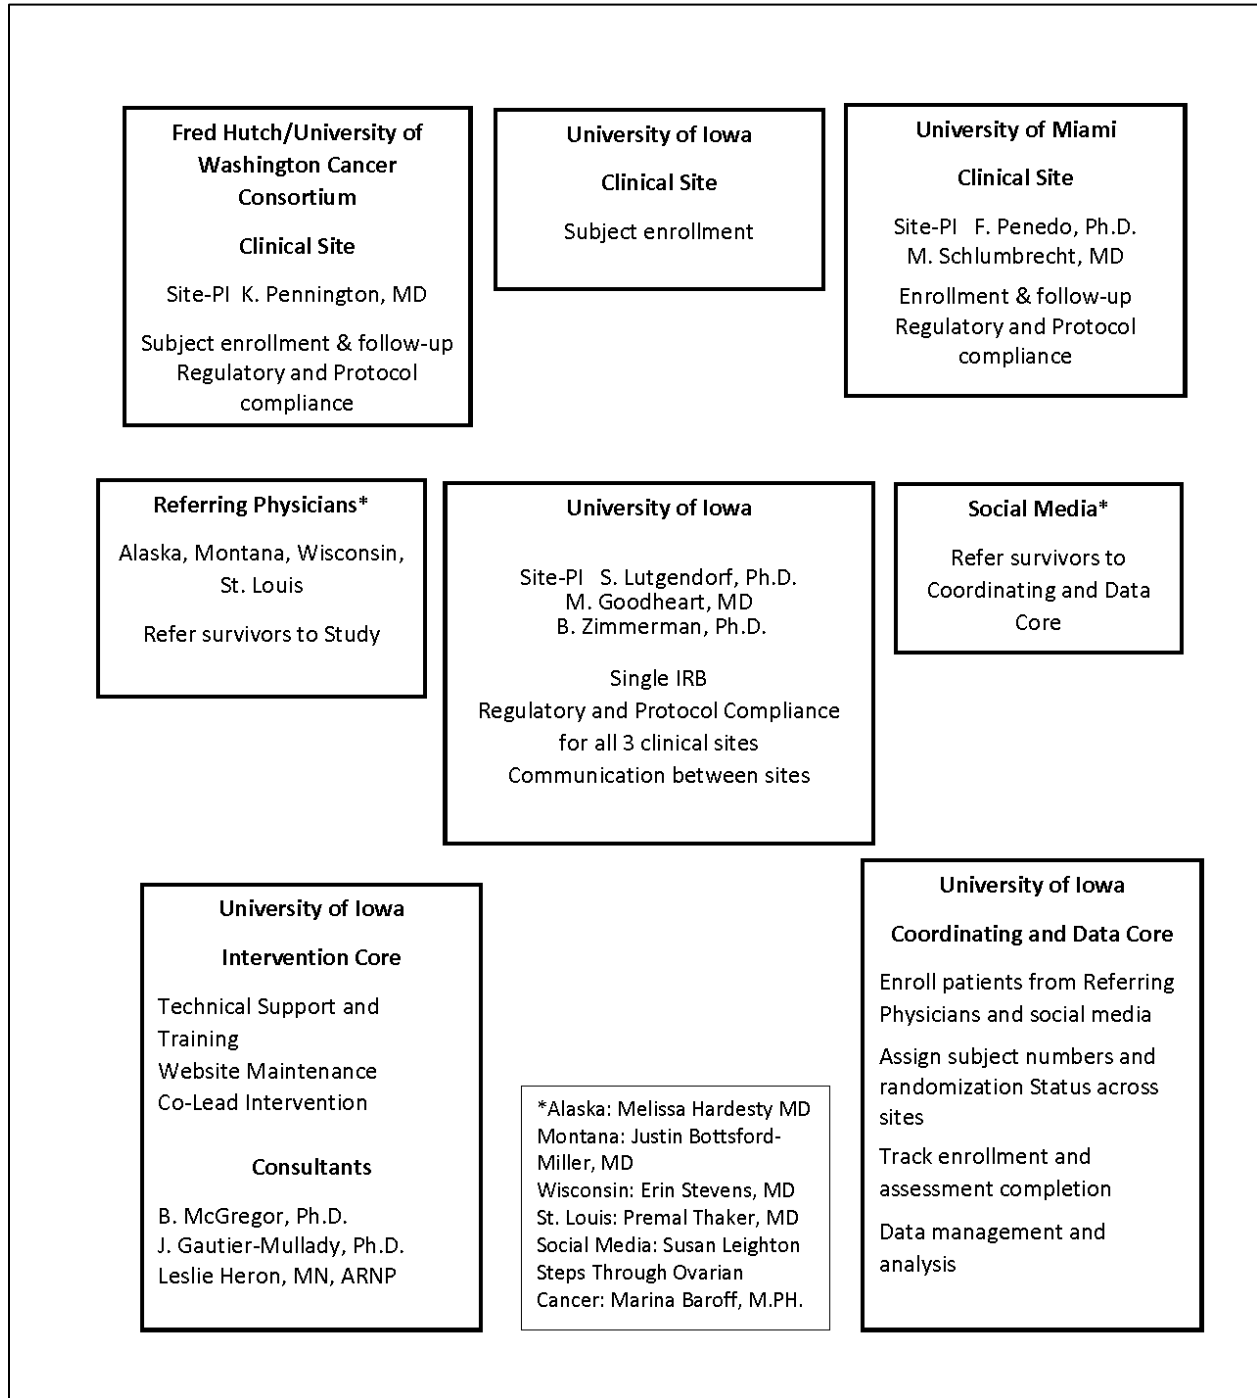 Fred Hutch/University of
Washington Cancer
Consortium
Clinical Site
Site-PI K. Pennington, MD
Subject enrollment & follow-up
Regulatory and Protocol
compliance
University of Iowa
Clinical Site
Subject enrollment
University of Miami
Clinical Site
Site-PI F. Penedo, Ph.D.
M. Schlumbrecht, MD
Enrollment & follow-up
Regulatory and Protocol
compliance
Referring Physicians*
Alaska, Montana, Wisconsin,
St. Louis
Refer survivors to Study
University of Iowa
Site-PI S. Lutgendorf, Ph.D.
M. Goodheart, MD
B. Zimmerman, Ph.D.
Single IRB
Regulatory and Protocol Compliance
for all 3 clinical sites
Communication between sites
Social Media*
Refer survivors to
Coordinating and Data
Core
University of Iowa
Intervention Core
Technical Support and
Training
Website Maintenance
Co-Lead Intervention
Consultants
B. McGregor, Ph.D.
J. Gautier-Mullady, Ph.D.
Leslie Heron, MN, ARNP
*Alaska: Melissa Hardesty MD
Montana: Justin Bottsford-
Miller, MD
Wisconsin: Erin Stevens, MD
St. Louis: Premal Thaker, MD
Social Media: Susan Leighton
Steps Through Ovarian
Cancer: Marina Baroff, M.PH.
University of Iowa
Coordinating and Data Core
Enroll patients from Referring
Physicians and social media
Assign subject numbers and
randomization Status across
sites
Track enrollment and
assessment completion
Data management and
analysis